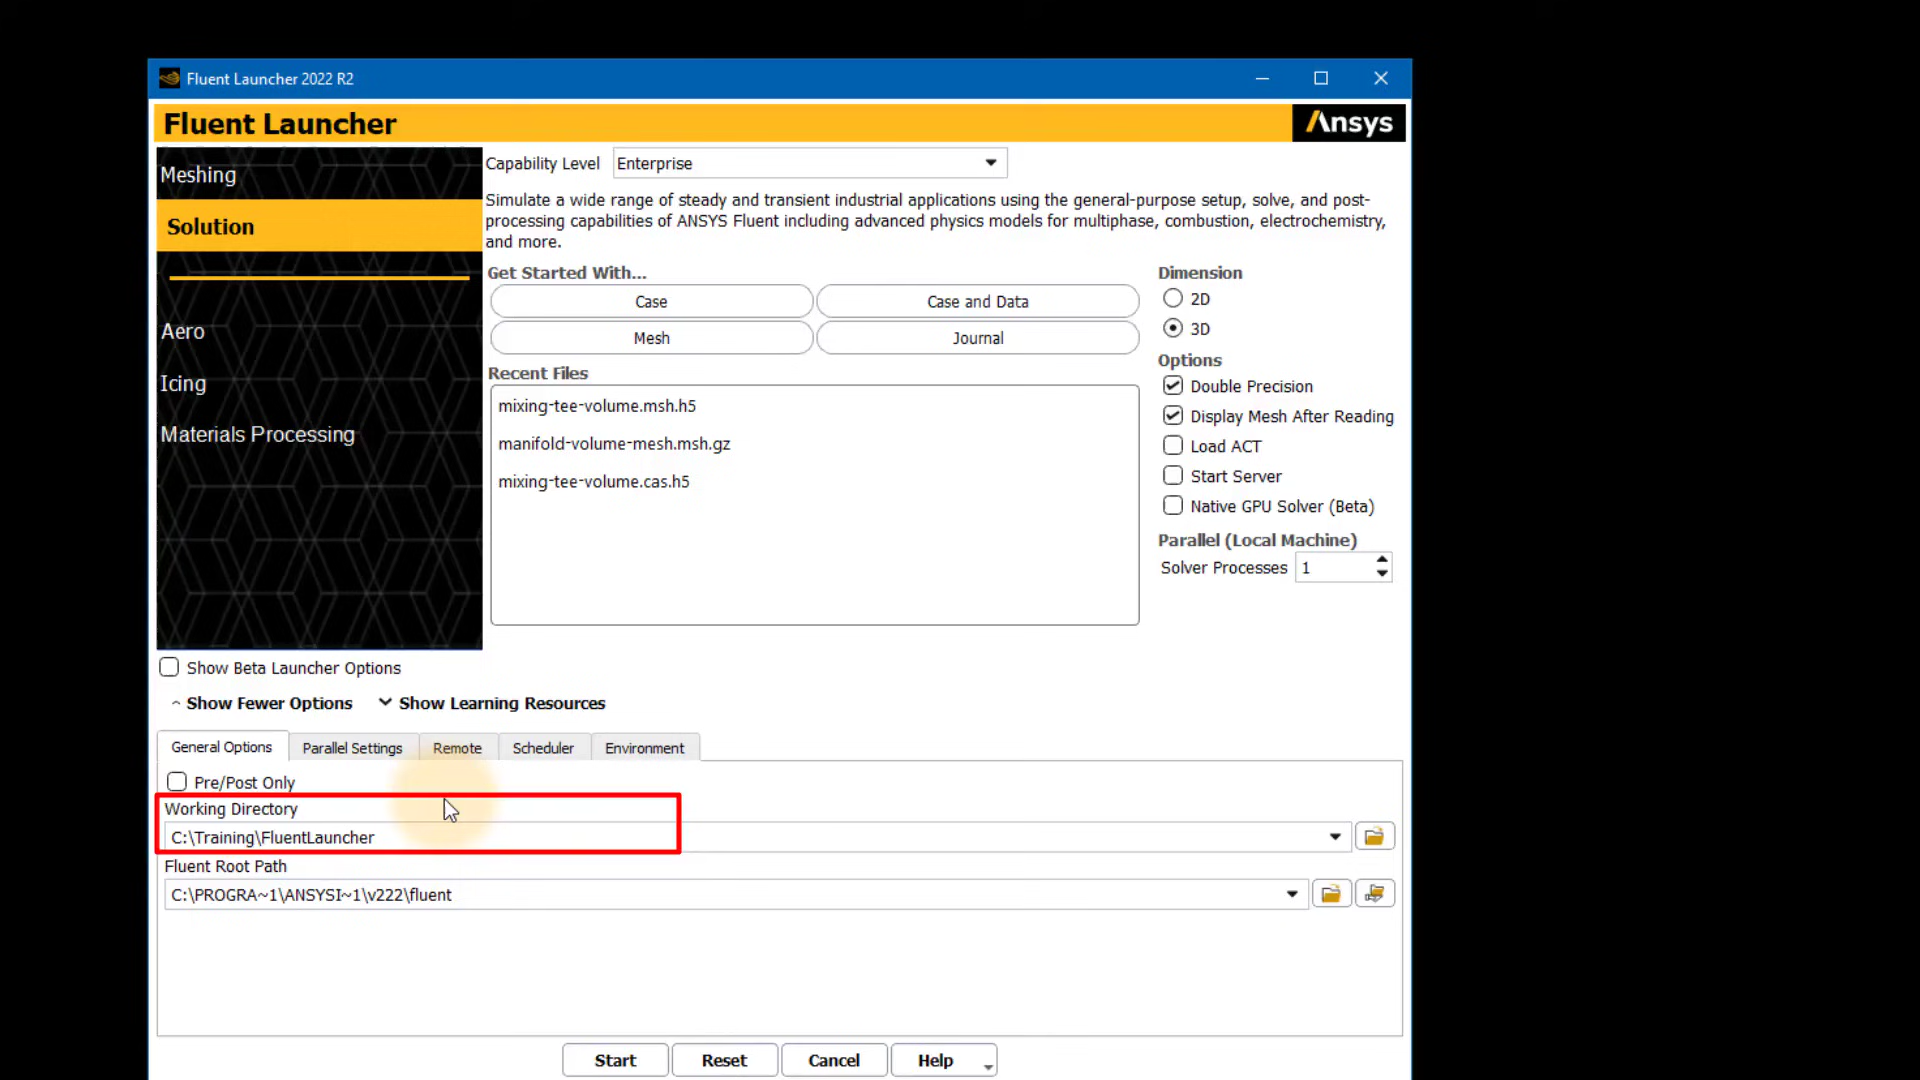 Fluent Launcher 2022 R2
Fluent Launcher
Ansys
Meshing
Solution
Aero
Icing
Materials Processing
Capability Level Enterprise
Simulate a wide range of steady and transient industrial applications using the general-purpose setup, solve, and post-
processing capabilities of ANSYS Fluent including advanced physics models for multiphase, combustion, electrochemistry,
and more.
Get Started With...
Case
Case and Data
Mesh
Journal
Recent Files
mixing-tee-volume.msh.h5
manifold-volume-mesh.msh.gz
mixing-tee-volume.cas.h5
Dimension
2D
3D
Options
Double Precision
Display Mesh After Reading
Load ACT
Start Server
Native GPU Solver (Beta)
Parallel (Local Machine)
Solver Processes 1
Show Beta Launcher Options
Show Fewer Options Show Learning Resources
General Options Parallel Settings Remote Scheduler Environment
Pre/Post Only
Working Directory
C:\Training\FluentLauncher
Fluent Root Path
C:\PROGRA~1\ANSYSI~1\v222\fluent
Start Reset Cancel Help